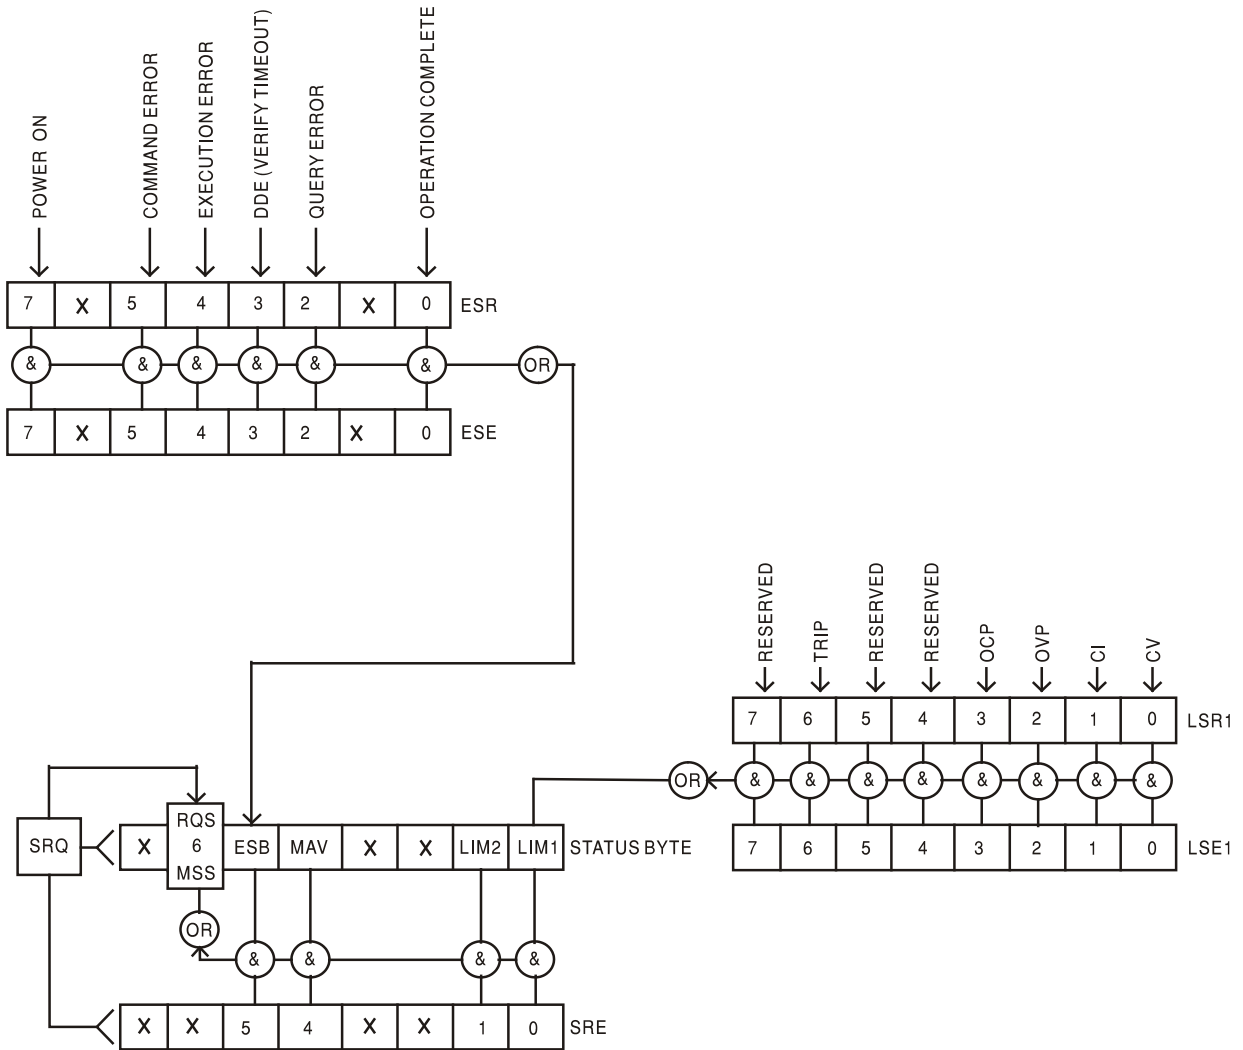 POWER ON
COMMAND ERROR
EXECUTION ERROR
DDE (VERIFY TIMEOUT)
QUERY ERROR
OPERATION COMPLETE
7 X 5 4 3 2 X 0 ESR
& & & & & & OR
7 X 5 4 3 2 X 0 ESE
RESERVED
TRIP
RESERVED
RESERVED
OCP
OVP
CI
CV
7 6 5 4 3 2 1 0 LSR1
OR & & & & & & & &
7 6 5 4 3 2 1 0 LSE1
SRQ
X
RQS
6
MSS
ESB MAV X X LIM2 LIM1 STATUS BYTE
OR
& & & &
X X 5 4 X X 1 0 SRE